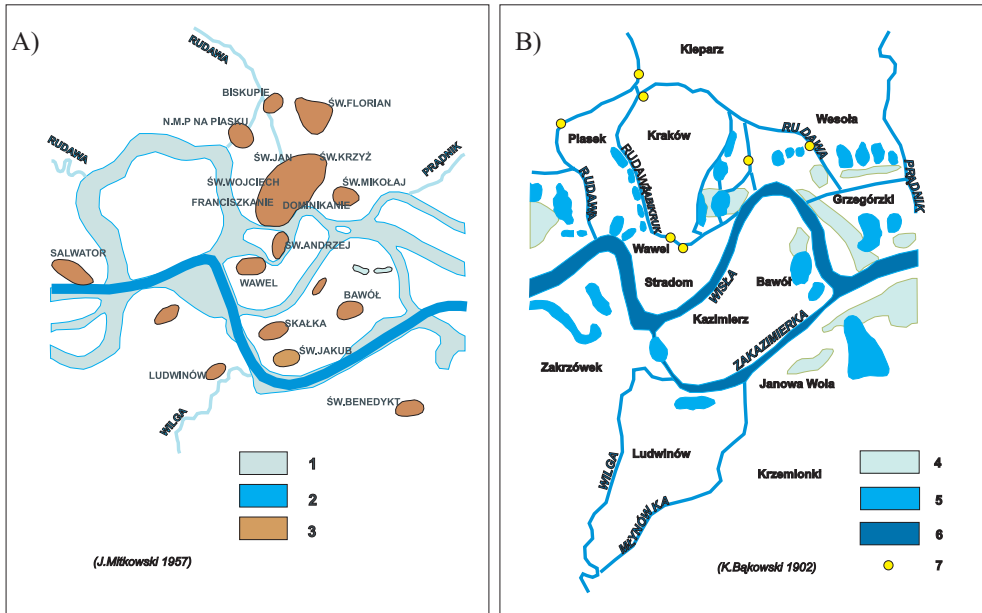 A)
RUDAWA
BISKUPIE
ŚW.FLORIAN
N.M.P NA PIASKU
RUDAWA
ŚW.JAN
ŚW.KRZYŻ
PRĄDNIK
ŚW.WOJCIECH
ŚW.MIKOŁAJ
FRANCISZKANIE
DOMINIKANIE
ŚW.ANDRZEJ
SALWATOR
WAWEL
BAWÓŁ
SKAŁKA
ŚW.JAKUB
LUDWINÓW
ŚW.BENEDYKT
WILGA
1
2
3
(J.Mitkowski 1957)
B)
Kleparz
Piasek
Kraków
Wesoła
RUDAWA
RUDAWA
RUDAWA
PRĄDNIK
Grzegórzki
Wawel
Stradom
WISŁA
Bawół
Kazimierz
ZAKAZIMIERKA
Zakrzówek
Janowa Wola
Ludwinów
WILGA
Krzemionki
MŁYNÓWKA
4
5
6
(K.Bąkowski 1902)
7